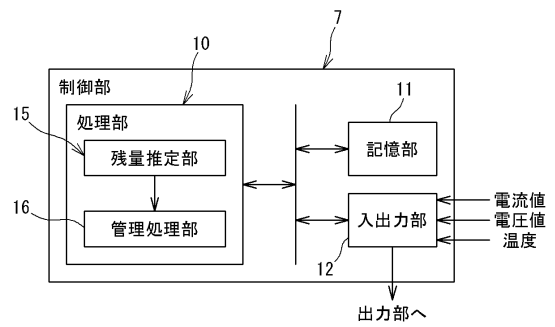 7
10
制御部
11
処理部
15
残量推定部
記憶部
16
管理処理部
入出力部
12
電流値
電圧値
温度
出力部へ